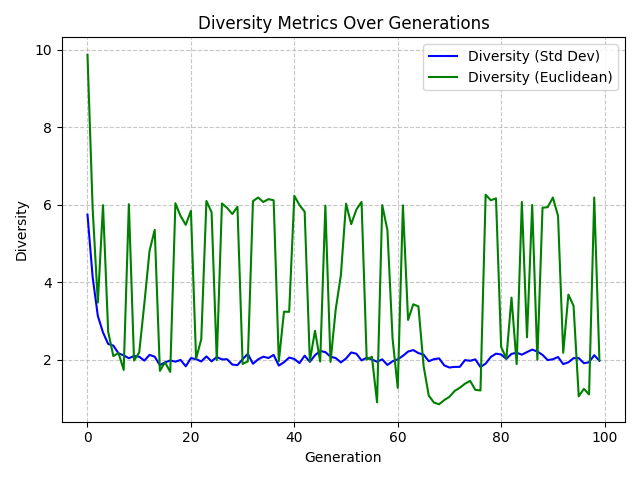 Diversity Metrics Over Generations
Diversity (Std Dev)
Diversity (Euclidean)
Diversity
10
8
6
4
2
0
20
40
60
80
100
Generation